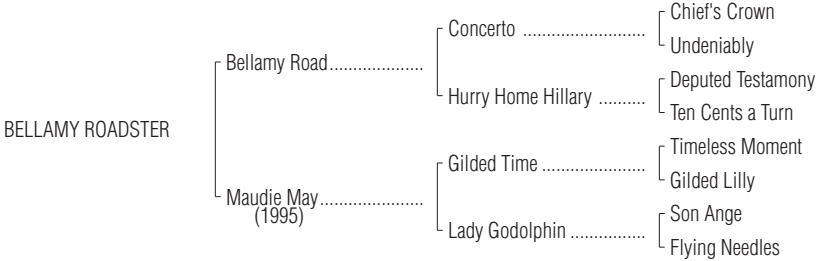 Chief's Crown
Concerto ..........................
Undeniably
Bellamy Road....................
Deputed Testamony
Hurry Home Hillary ..........
Ten Cents a Turn
BELLAMY ROADSTER
Timeless Moment
Gilded Time ......................
Gilded Lilly
Maudie May......................
(1995)
Son Ange
Lady Godolphin ................
Flying Needles